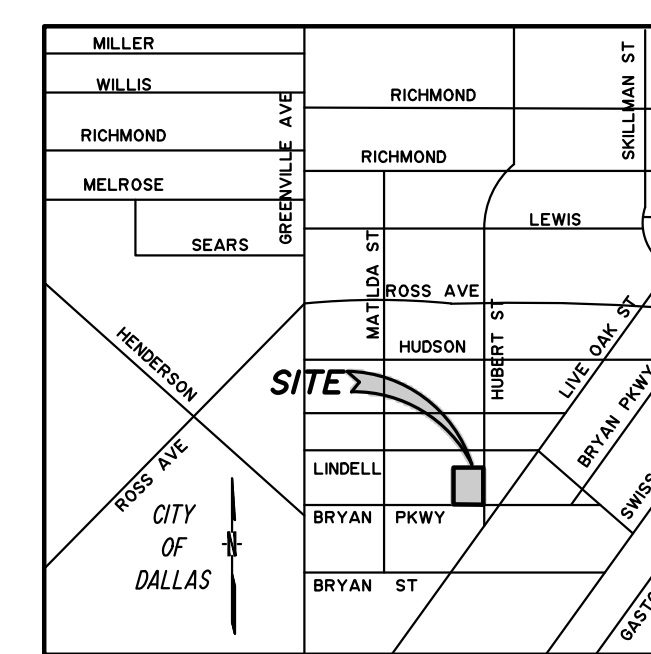 MILLER
WILLIS
RICHMOND
MELROSE
SEARS
GREENVILLE AVE
RICHMOND
RICHMOND
SKILLMAN ST
LEWIS
MATILDA ST
ROSS AVE
HUBERT ST
HUDSON
LIVE OAK ST
HENDERSON
SITE
BRYAN PKWY
ROSS AVE
LINDELL
SWISS
CITY
OF
DALLAS
N
BRYAN PKWY
BRYAN ST